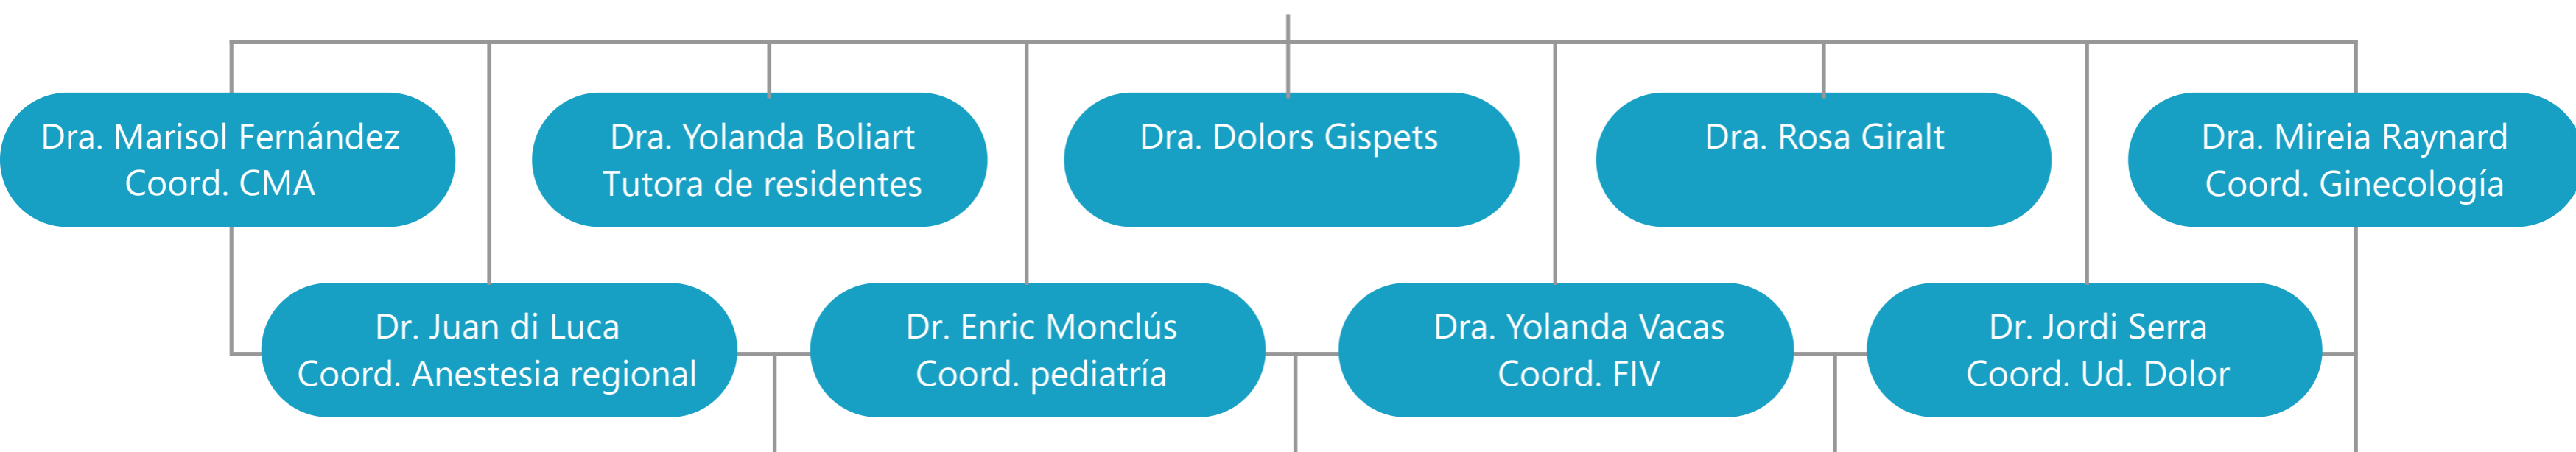 Dra. Marisol Fernández
Coord. CMA
Dra. Yolanda Boliart
Tutora de residentes
Dra. Dolors Gispets
Dra. Rosa Giralt
Dra. Mireia Raynard
Coord. Ginecología
Dr. Juan di Luca
Coord. Anestesia regional
Dr. Enric Monclús
Coord. pediatría
Dra. Yolanda Vacas
Coord. FIV
Dr. Jordi Serra
Coord. Ud. Dolor